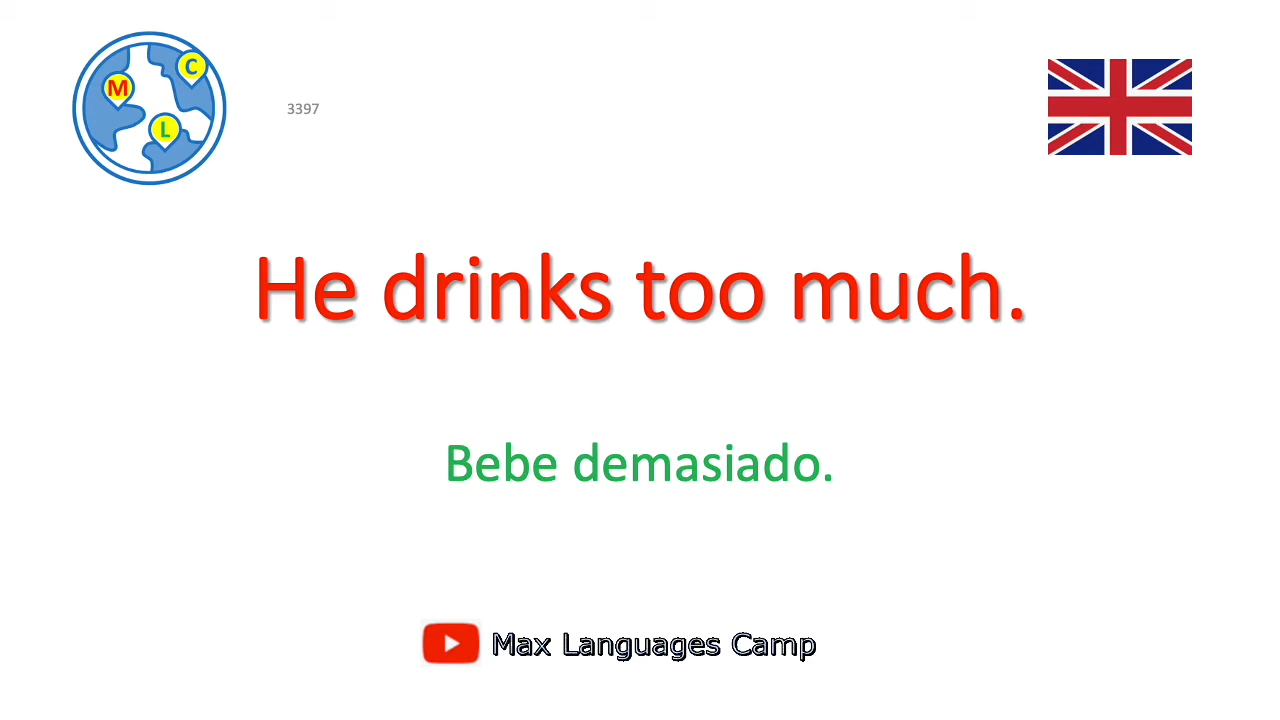 M
C
L
3397
He drinks too much.
Bebe demasiado.
Max Languages Camp